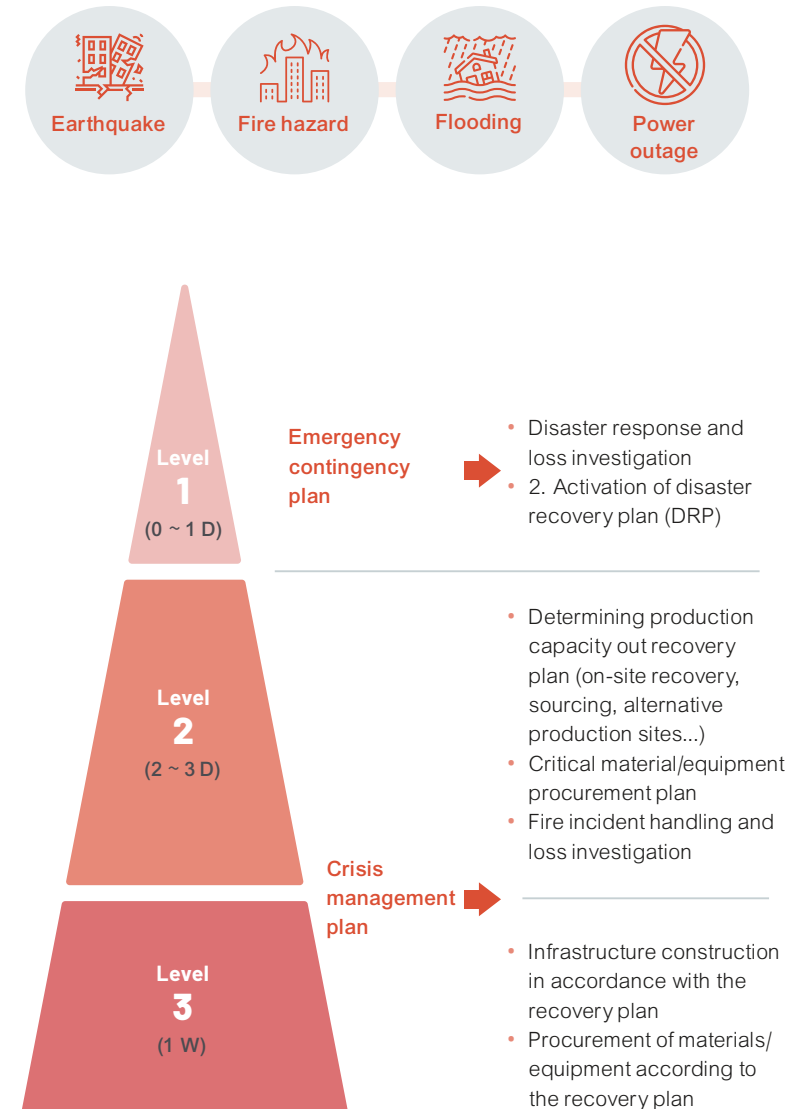 Earthquake
Fire hazard
Flooding
Power
outage
Level
1
(0 ~ 1 D)
Emergency
contingency
plan
• Disaster response and
loss investigation
• 2. Activation of disaster
recovery plan (DRP)
Level
2
(2 ~ 3 D)
• Determining production
capacity out recovery
plan (on-site recovery,
sourcing, alternative
production sites...)
• Critical material/equipment
procurement plan
• Fire incident handling and
loss investigation
Crisis
management
plan
Level
3
(1 W)
• Infrastructure construction
in accordance with the
recovery plan
• Procurement of materials/
equipment according to
the recovery plan